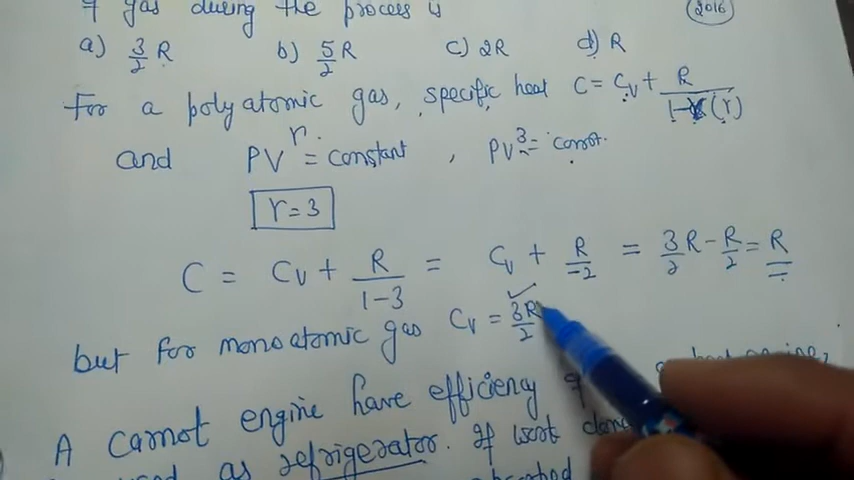 of gas during the process is
2016
a) 3/2 R b) 5/2 R c) 2R d) R
For a polyatomic gas, specific heat C = Cv + R/1-(r)
and PV^r = constant , PV^3 = const.
r=3
C = Cv + R/1-3 = Cv + R/-2 = 3/2 R - R/2 = R
but for monoatomic gas Cv = 3R/2
A carnot engine have efficiency of
as refrigerator. If work done